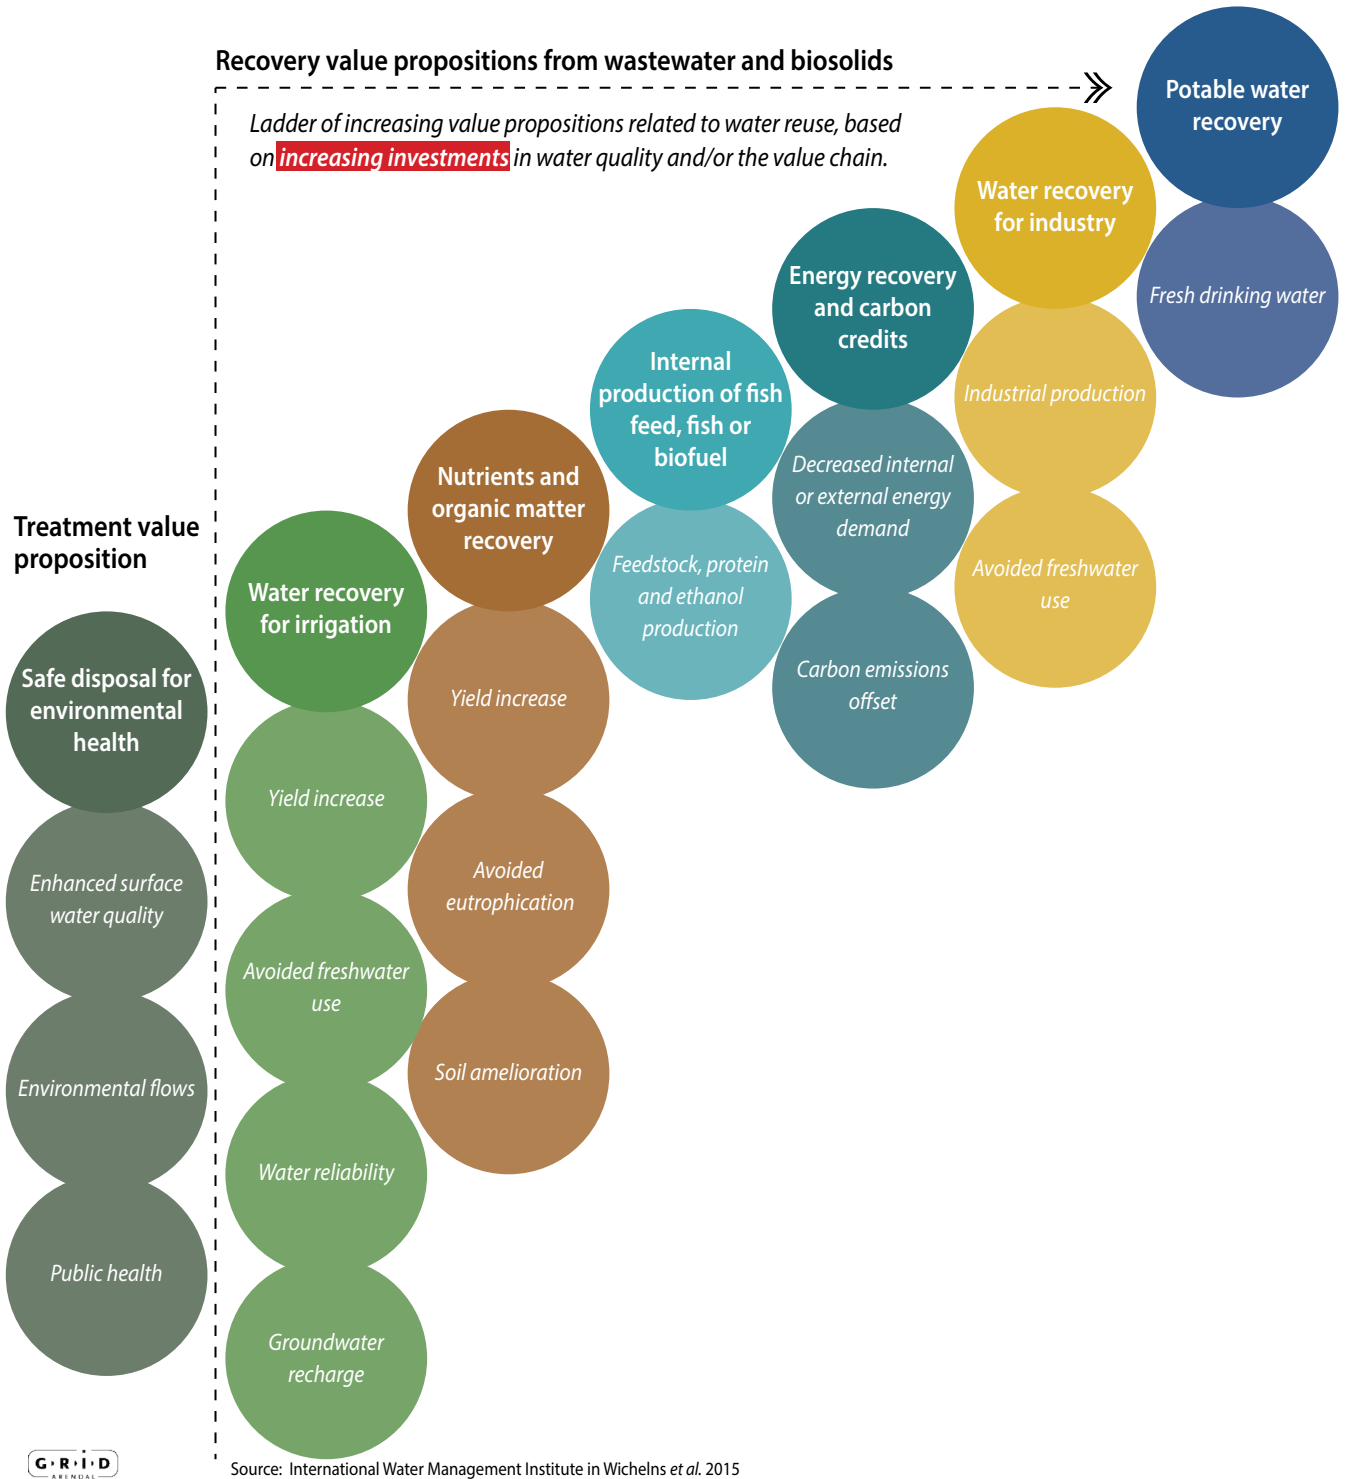 Recovery value propositions from wastewater and biosolids
Ladder of increasing value propositions related to water reuse, based
on increasing investments in water quality and/or the value chain.
Treatment value
proposition
Safe disposal for
environmental
health
Enhanced surface
water quality
Environmental flows
Public health
Water recovery
for irrigation
Yield increase
Avoided freshwater
use
Water reliability
Groundwater
recharge
Nutrients and
organic matter
recovery
Yield increase
Avoided
eutrophication
Soil amelioration
Internal
production of fish
feed, fish or
biofuel
Feedstock, protein
and ethanol
production
Energy recovery
and carbon
credits
Decreased internal
or external energy
demand
Carbon emissions
offset
Water recovery
for industry
Industrial production
Avoided freshwater
use
Potable water
recovery
Fresh drinking water
G·R·i·D
ARENDAL
Source: International Water Management Institute in Wichelns et al. 2015